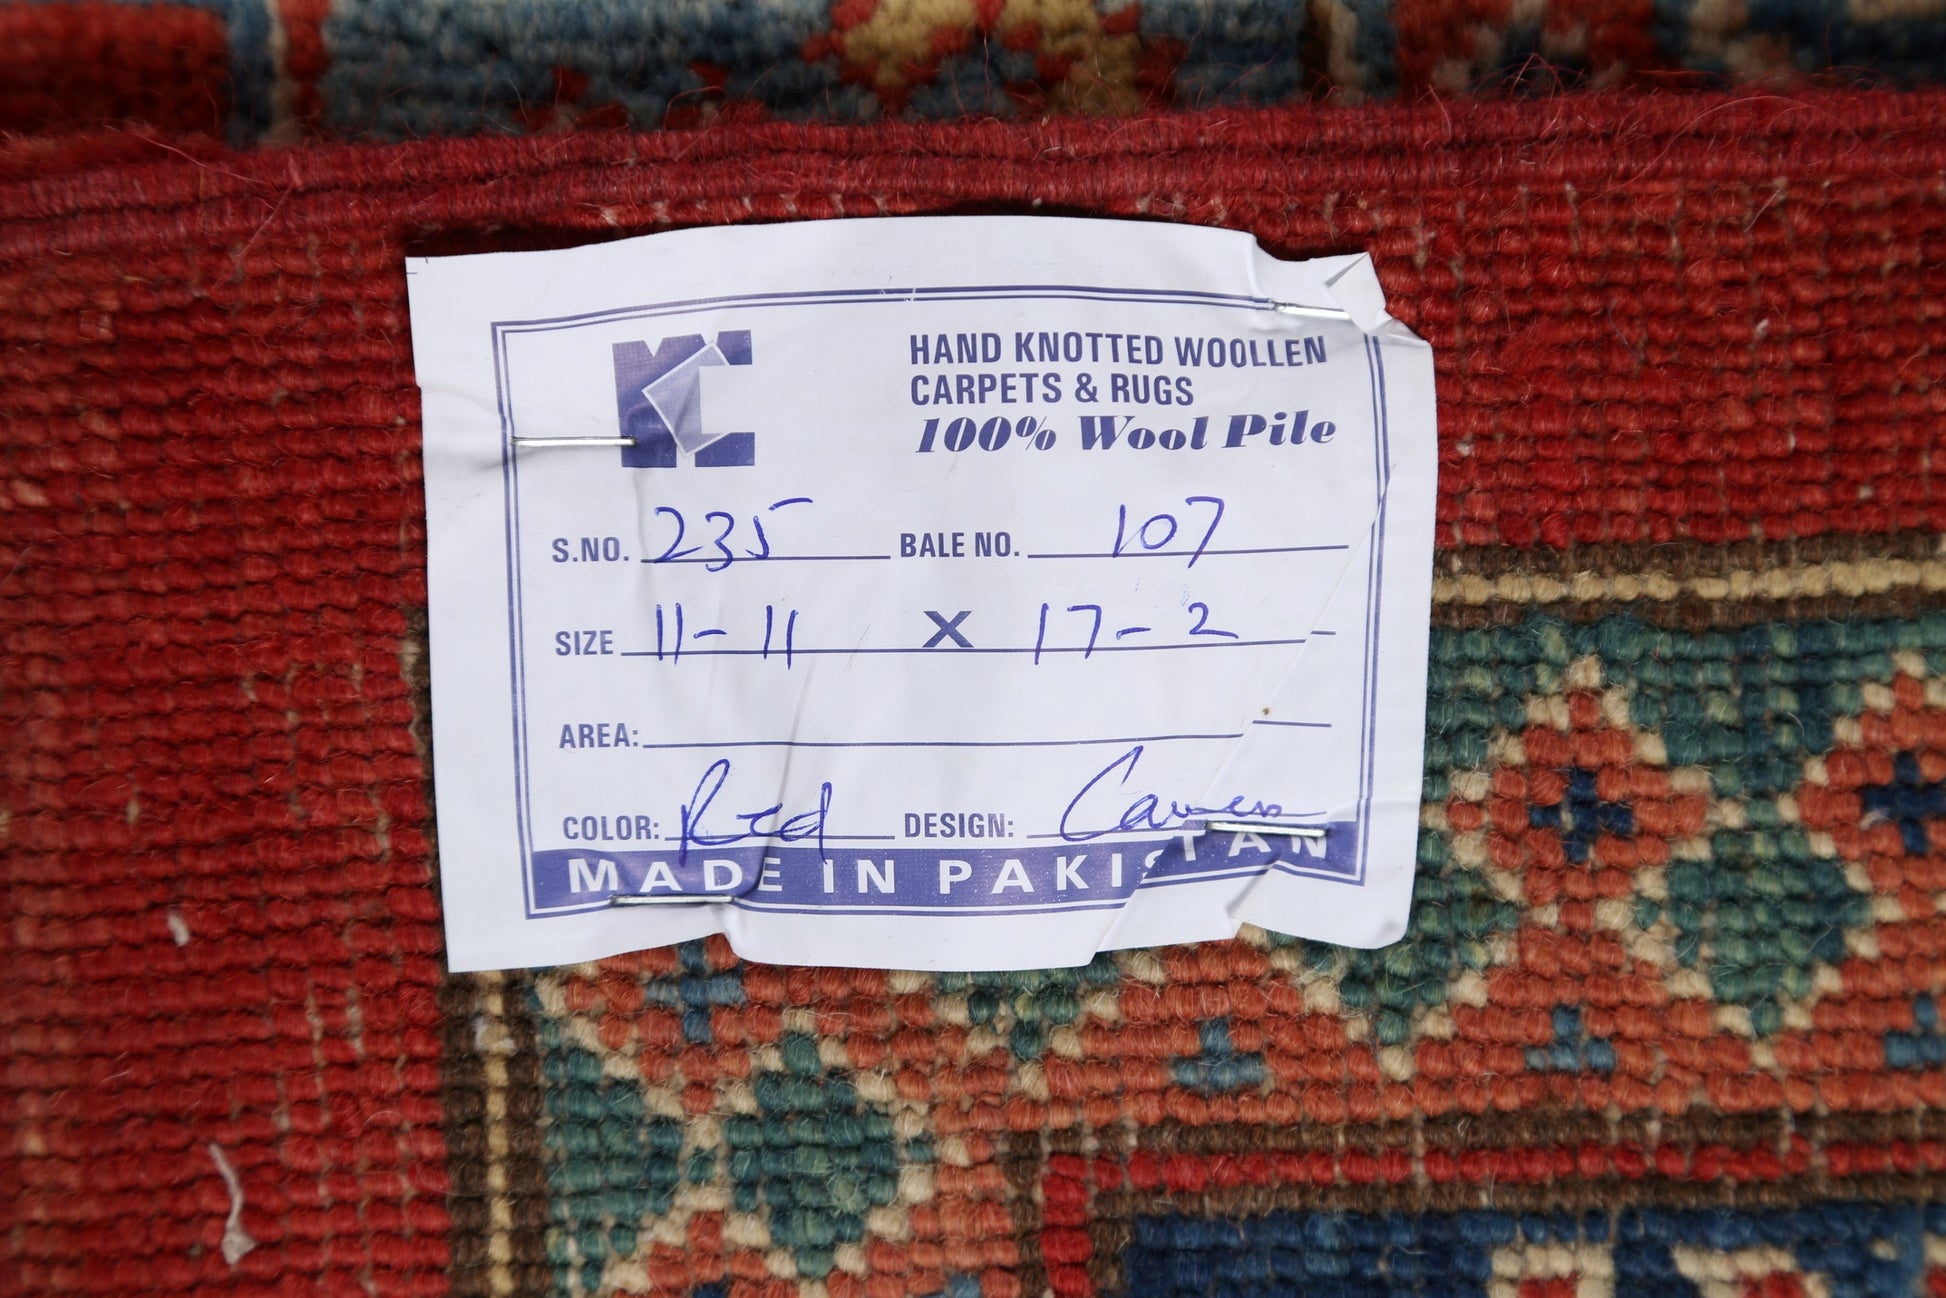 HAND KNOTTED WOOLLEN
CARPETS & RUGS
100% Wool Pile
S.NO. 235 BALE NO. 107
SIZE 11-11 X 17-2
AREA:
COLOR: Red DESIGN:
MADE IN PAKISTAN